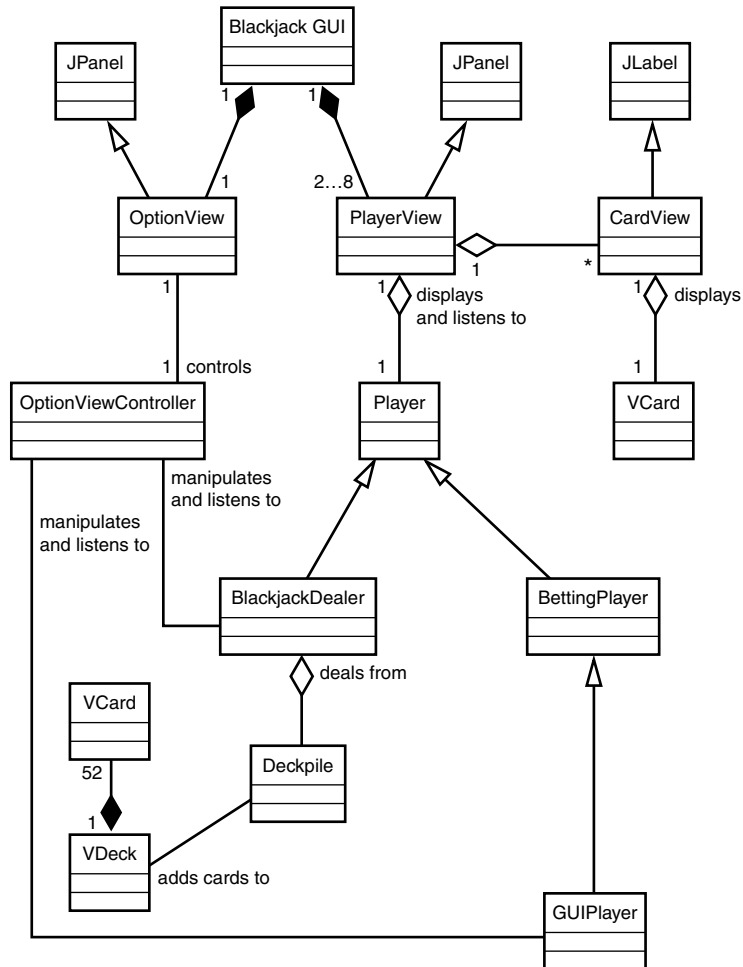 Blackjack GUI
JPanel
JPanel
JLabel
1
1
1
2...8
OptionView
PlayerView
CardView
1
*
1
1
displays
and listens to
1
displays
1
controls
1
1
OptionViewController
Player
VCard
manipulates
and listens to
manipulates
and listens to
BlackjackDealer
BettingPlayer
deals from
VCard
52
Deckpile
1
VDeck
adds cards to
GUIPlayer